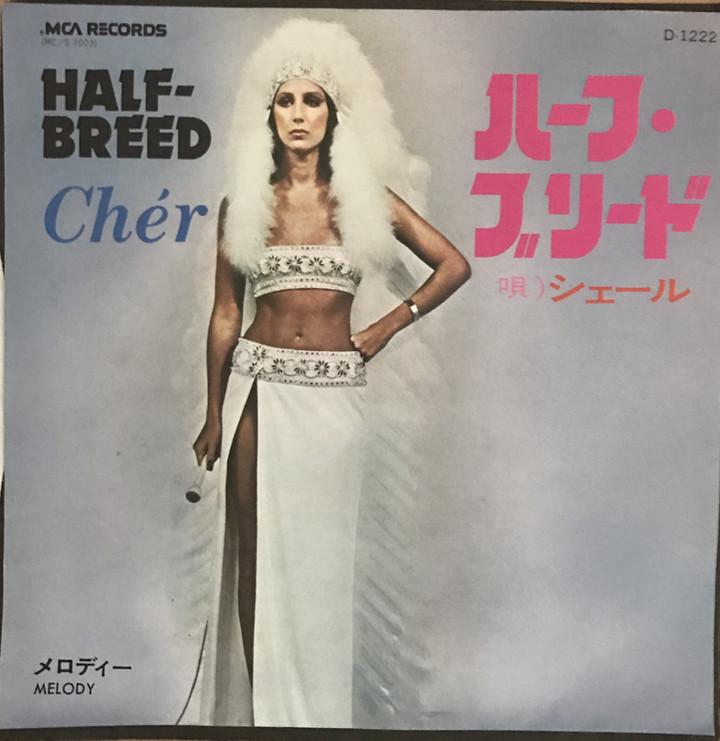 MCA RECORDS
(MC/S 2003)
D-1222
HALF-
BREED
Chér
ハーフ・
ブリード
唄)シェール
メロディー
MELODY